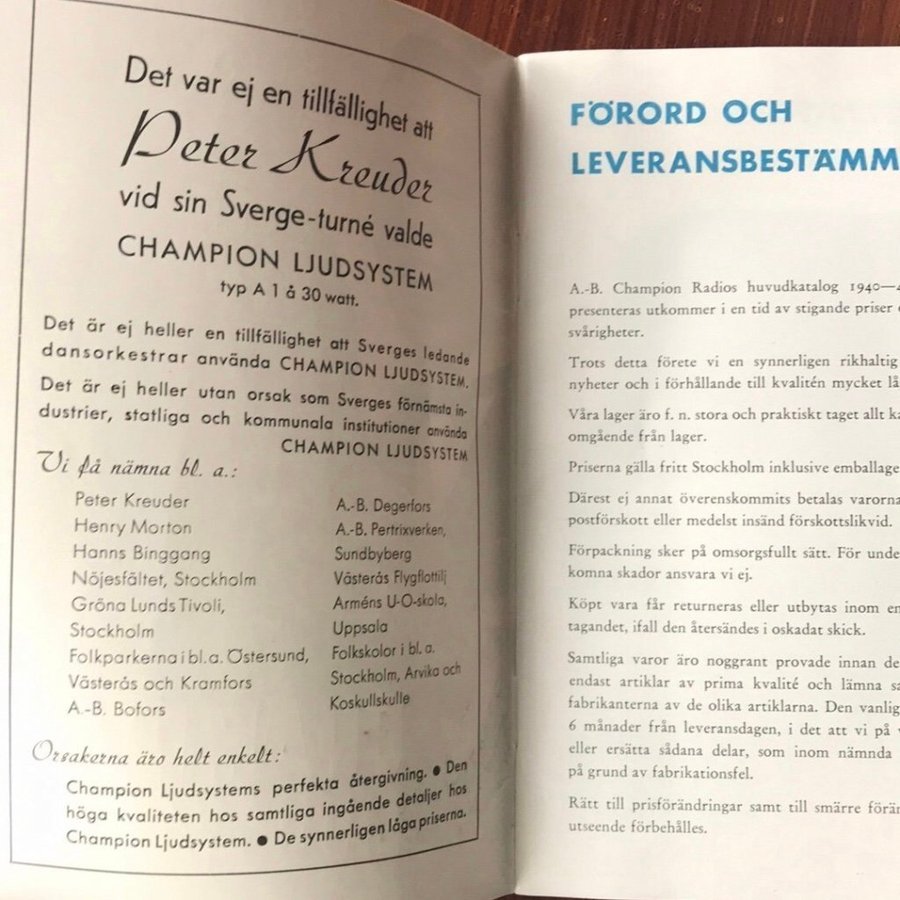 Det var ej en tillfällighet att
Peter Kreuder
vid sin Sverge-turné valde
CHAMPION LJUDSYSTEM
typ A 1 à 30 watt.
Det är ej heller en tillfällighet att Sverges ledande
dansorkestrar använda CHAMPION LJUDSYSTEM.
Det är ej heller utan orsak som Sverges förnämsta in-
dustrier, statliga och kommunala institutioner använda
CHAMPION LJUDSYSTEM
Vi få nämna bl. a.:
Peter Kreuder
Henry Morton
Hanns Binggang
Nöjesfältet, Stockholm
Gröna Lunds Tivoli,
Stockholm
Folkparkerna i bl. a. Östersund,
Västerås och Kramfors
A.-B. Bofors
A.-B. Degerfors
A.-B. Pertrixverken,
Sundbyberg
Västerås Flygflottilj
Arméns U-O-skola,
Uppsala
Folkskolor i bl. a.
Stockholm, Arvika och
Koskullskulle
Orsakerna äro helt enkelt:
Champion Ljudsystems perfekta återgivning. ● Den
höga kvaliteten hos samtliga ingående detaljer hos
Champion Ljudsystem. ● De synnerligen låga priserna.
FÖRORD OCH
LEVERANSBESTÄMM
A.-B. Champion Radios huvudkatalog 1940—4
presenteras utkommer i en tid av stigande priser
svårigheter.
Trots detta förete vi en synnerligen rikhaltig
nyheter och i förhållande till kvalitén mycket lå
Våra lager äro f. n. stora och praktiskt taget allt ka
omgående från lager.
Priserna gälla fritt Stockholm inklusive emballage
Därest ej annat överenskommits betalas varorna
postförskott eller medelst insänd förskottslikvid.
Förpackning sker på omsorgsfullt sätt. För unde
komna skador ansvara vi ej.
Köpt vara får returneras eller utbytas inom en
tagandet, ifall den återsändes i oskadat skick.
Samtliga varor äro noggrant provade innan de
endast artiklar av prima kvalité och lämna sa
fabrikanterna av de olika artiklarna. Den vanlig
6 månader från leveransdagen, i det att vi på v
eller ersätta sådana delar, som inom nämnda
på grund av fabrikationsfel.
Rätt till prisförändringar samt till smärre förän
utseende förbehålles.